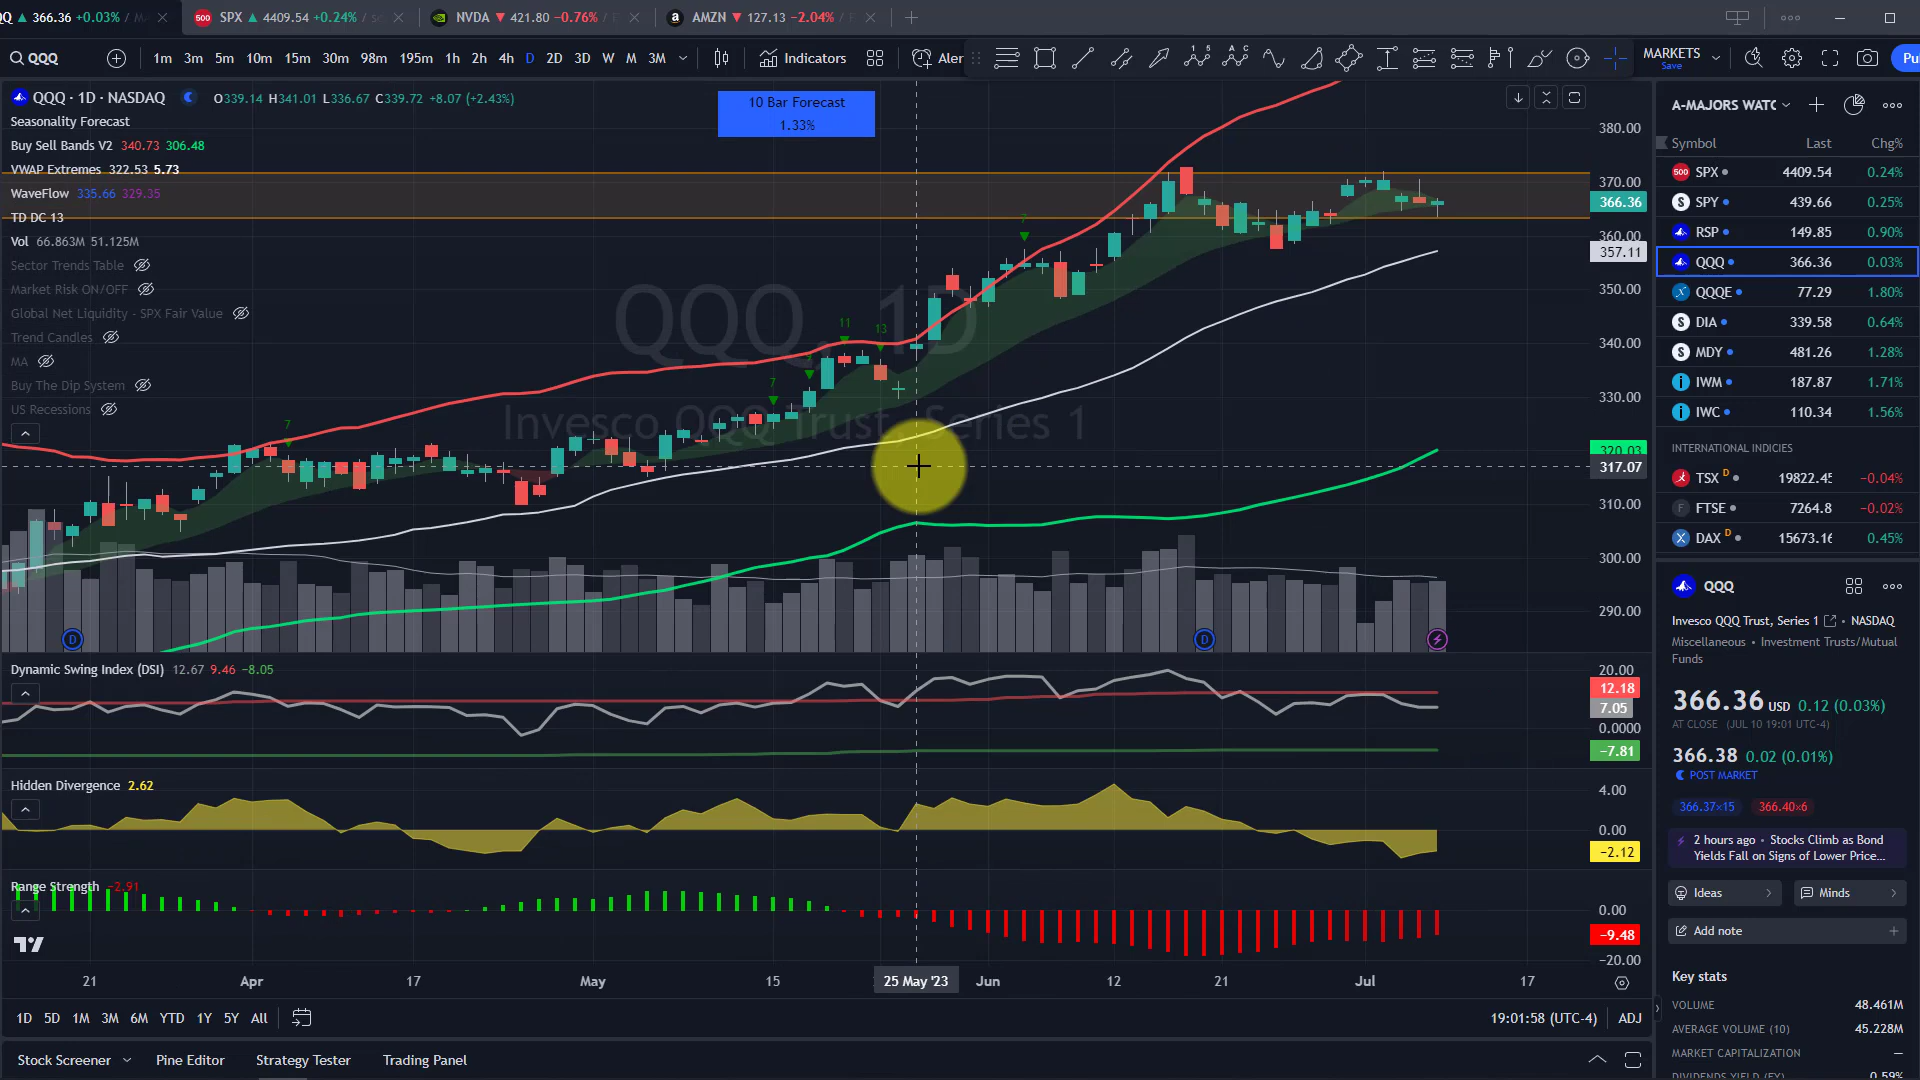 QQ ▲ 366.36 +0.03% / M
500 SPX ▲ 4409.54 +0.24% /
NVDA ▼ 421.80 −0.76% /
a AMZN ▼ 127.13 −2.04% /
QQQ
1m 3m 5m 10m 15m 30m 98m 195m 1h 2h 4h D 2D 3D W M 3M
Indicators
Aler
MARKETS
Save
Pu
QQQ · 1D · NASDAQ O339.14 H341.01 L336.67 C339.72 +8.07 (+2.43%)
Seasonality Forecast
Buy Sell Bands V2 340.73 306.48
VWAP Extremes 322.53 5.73
WaveFlow 335.66 329.35
TD DC 13
Vol 66.863M 51.125M
Sector Trends Table
Market Risk ON/OFF
Global Net Liquidity - SPX Fair Value
Trend Candles
MA
Buy The Dip System
US Recessions
10 Bar Forecast
1.33%
QQQ, 1D
Invesco QQQ Trust, Series 1
7
7
11
13
7
D
D
380.00
370.00
366.36
360.00
357.11
350.00
340.00
330.00
320.03
317.07
310.00
300.00
290.00
Dynamic Swing Index (DSI) 12.67 9.46 −8.05
20.00
12.18
7.05
0.0000
−7.81
Hidden Divergence 2.62
4.00
0.00
−2.12
Range Strength −2.91
0.00
−9.48
−20.00
21 Apr 17 May 15 25 May '23 Jun 12 21 Jul 17
1D 5D 1M 3M 6M YTD 1Y 5Y All
19:01:58 (UTC-4) ADJ
Stock Screener Pine Editor Strategy Tester Trading Panel
A-MAJORS WATC
Symbol Last Chg%
500 SPX 4409.54 0.24%
S SPY 439.66 0.25%
RSP 149.85 0.90%
QQQ 366.36 0.03%
QQQE 77.29 1.80%
S DIA 339.58 0.64%
S MDY 481.26 1.28%
i IWM 187.87 1.71%
i IWC 110.34 1.56%
INTERNATIONAL INDICIES
TSX D 19822.45 −0.04%
F FTSE 7264.8 −0.02%
X DAX D 15673.16 0.45%
QQQ
Invesco QQQ Trust, Series 1 • NASDAQ
Miscellaneous • Investment Trusts/Mutual
Funds
366.36 USD 0.12 (0.03%)
AT CLOSE (JUL 10 19:01 UTC-4)
366.38 0.02 (0.01%)
POST MARKET
366.37×15 366.40×6
2 hours ago • Stocks Climb as Bond
Yields Fall on Signs of Lower Price...
Ideas
Minds
Add note
Key stats
VOLUME 48.461M
AVERAGE VOLUME (10) 45.228M
MARKET CAPITALIZATION —
DIVIDENDS YIELD (FY) 0.59%